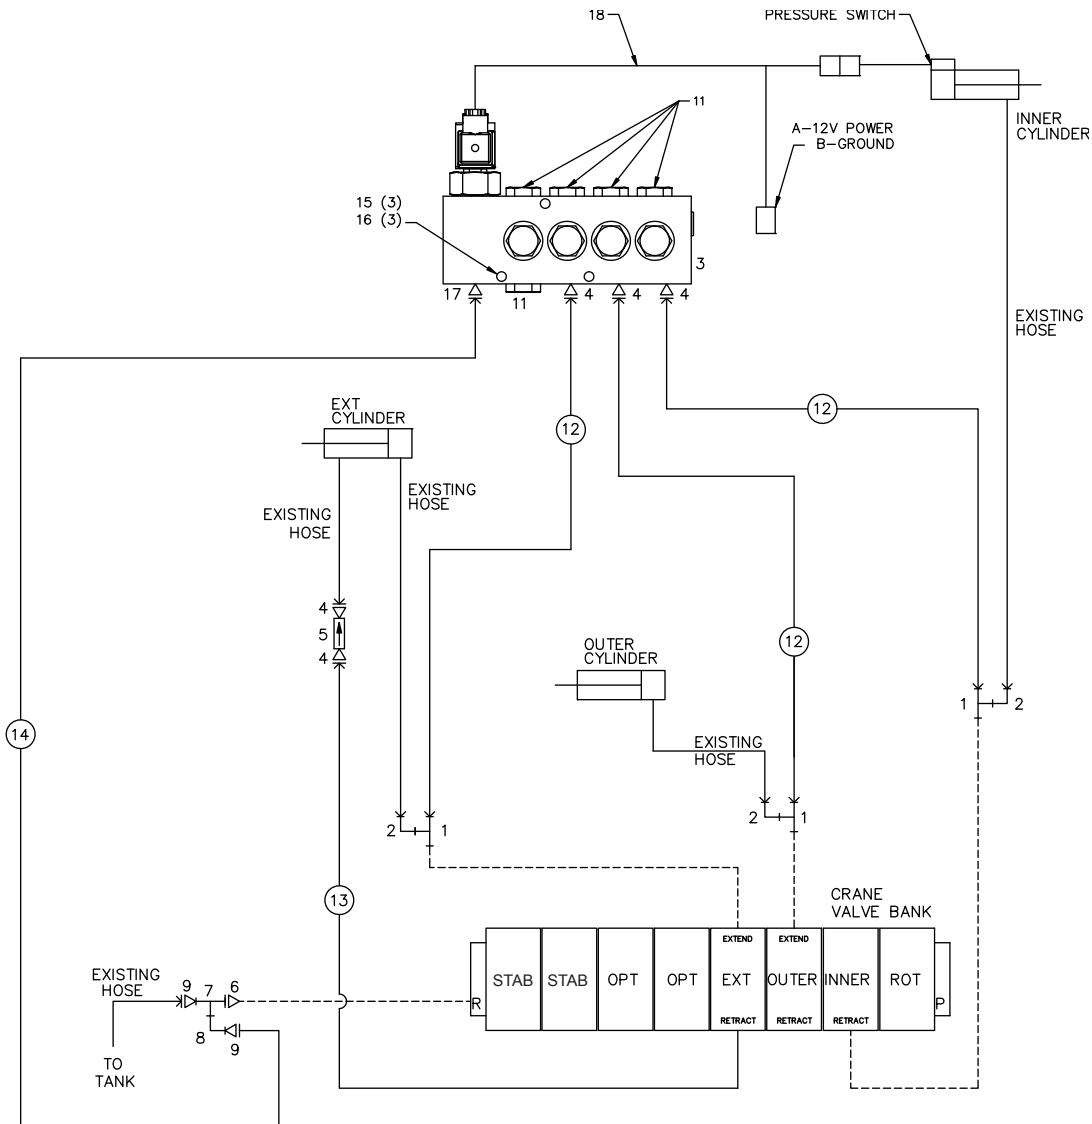 18
PRESSURE SWITCH
11
A-12V POWER
B-GROUND
INNER
CYLINDER
15 (3)
16 (3)
3
17
11
4
4
4
EXISTING
HOSE
EXT
CYLINDER
12
12
EXISTING
HOSE
EXISTING
HOSE
4
5
4
OUTER
CYLINDER
12
1
2
14
EXISTING
HOSE
2
1
2
1
13
CRANE
VALVE BANK
EXTEND
EXTEND
EXISTING
HOSE
9
7
6
R
STAB
STAB
OPT
OPT
EXT
OUTER
INNER
ROT
P
RETRACT
RETRACT
RETRACT
8
9
TO
TANK